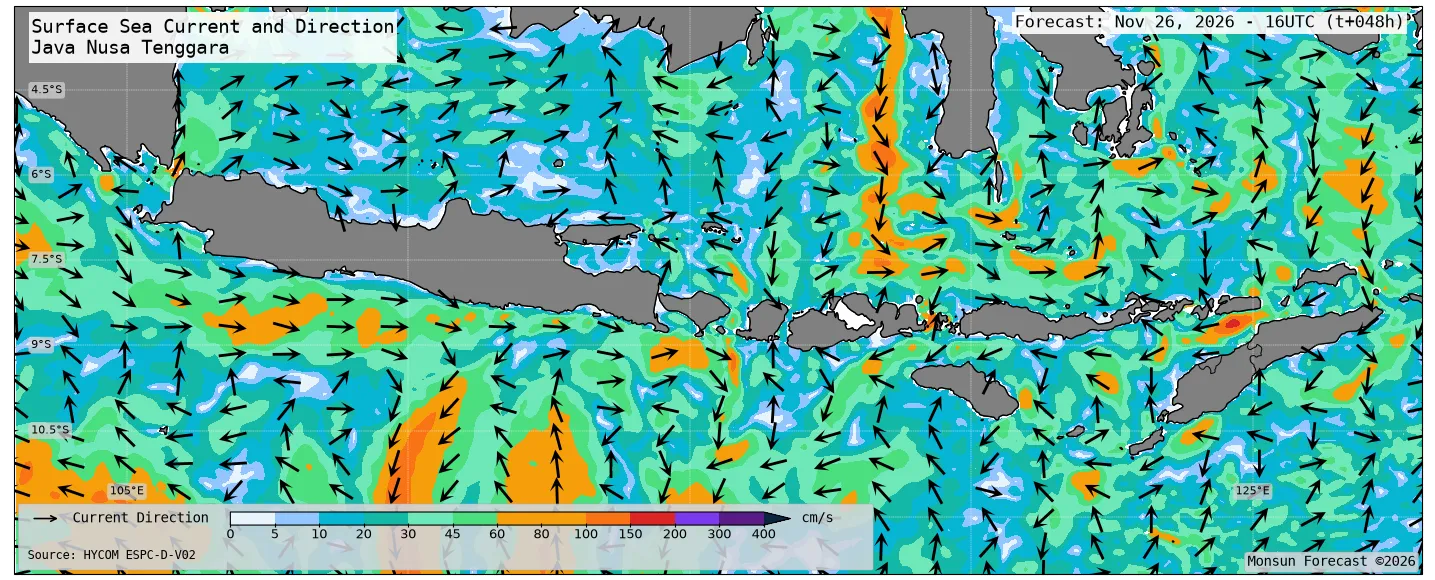 Surface Sea Current and Direction
Java Nusa Tenggara
Forecast: Nov 26, 2026 - 16UTC (t+048h)
4.5°S
6°S
7.5°S
9°S
10.5°S
105°E
125°E
Current Direction
0 5 10 20 30 45 60 80 100 150 200 300 400
cm/s
Source: HYCOM ESPC-D-V02
Monsun Forecast ©2026